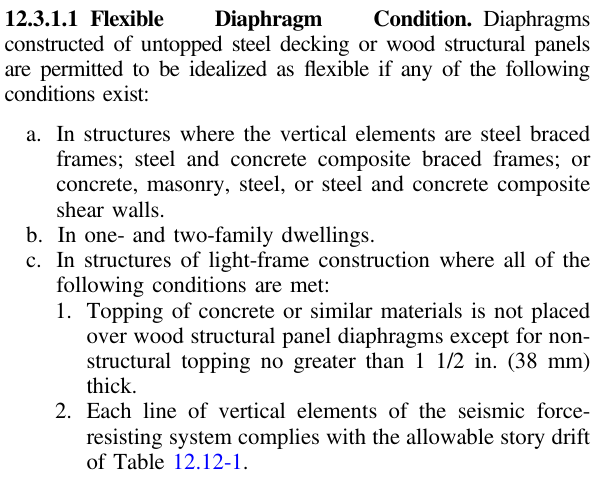 12.3.1.1 Flexible Diaphragm Condition. Diaphragms
constructed of untopped steel decking or wood structural panels
are permitted to be idealized as flexible if any of the following
conditions exist:
a. In structures where the vertical elements are steel braced
frames; steel and concrete composite braced frames; or
concrete, masonry, steel, or steel and concrete composite
shear walls.
b. In one- and two-family dwellings.
c. In structures of light-frame construction where all of the
following conditions are met:
1. Topping of concrete or similar materials is not placed
over wood structural panel diaphragms except for non-
structural topping no greater than 1 1/2 in. (38 mm)
thick.
2. Each line of vertical elements of the seismic force-
resisting system complies with the allowable story drift
of Table 12.12-1.